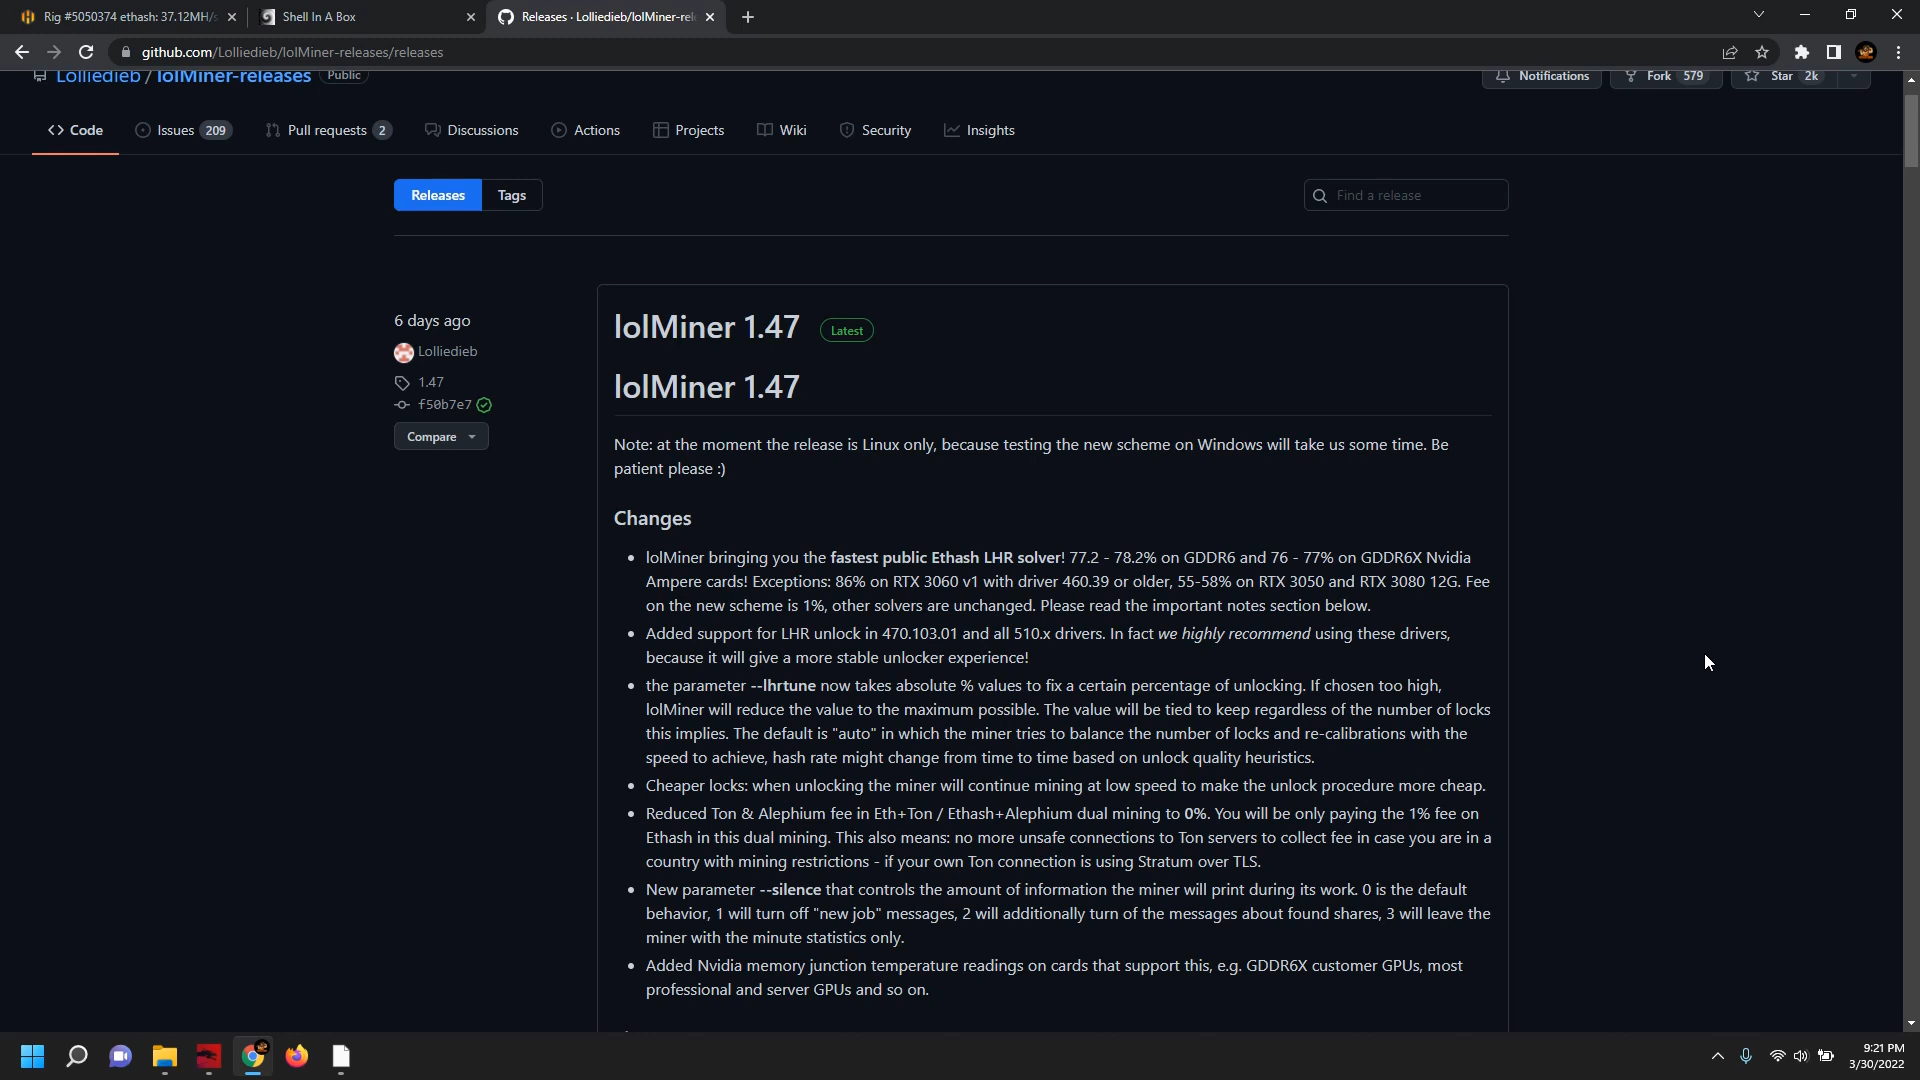 Rig #5050374 ethash: 37.12MH/s
Shell In A Box
Releases · Lolliedieb/lolMiner-rel
github.com/Lolliedieb/lolMiner-releases/releases
Lolliedieb / lolMiner-releases Public
Notifications
Fork 579
Star 2k
Code
Issues 209
Pull requests 2
Discussions
Actions
Projects
Wiki
Security
Insights
Releases
Tags
Find a release
6 days ago
Lolliedieb
1.47
f50b7e7
Compare
lolMiner 1.47 Latest
lolMiner 1.47
Note: at the moment the release is Linux only, because testing the new scheme on Windows will take us some time. Be
patient please :)
Changes
• lolMiner bringing you the fastest public Ethash LHR solver! 77.2 - 78.2% on GDDR6 and 76 - 77% on GDDR6X Nvidia
Ampere cards! Exceptions: 86% on RTX 3060 v1 with driver 460.39 or older, 55-58% on RTX 3050 and RTX 3080 12G. Fee
on the new scheme is 1%, other solvers are unchanged. Please read the important notes section below.
• Added support for LHR unlock in 470.103.01 and all 510.x drivers. In fact we highly recommend using these drivers,
because it will give a more stable unlocker experience!
• the parameter --lhrtune now takes absolute % values to fix a certain percentage of unlocking. If chosen too high,
lolMiner will reduce the value to the maximum possible. The value will be tied to keep regardless of the number of locks
this implies. The default is "auto" in which the miner tries to balance the number of locks and re-calibrations with the
speed to achieve, hash rate might change from time to time based on unlock quality heuristics.
• Cheaper locks: when unlocking the miner will continue mining at low speed to make the unlock procedure more cheap.
• Reduced Ton & Alephium fee in Eth+Ton / Ethash+Alephium dual mining to 0%. You will be only paying the 1% fee on
Ethash in this dual mining. This also means: no more unsafe connections to Ton servers to collect fee in case you are in a
country with mining restrictions - if your own Ton connection is using Stratum over TLS.
• New parameter --silence that controls the amount of information the miner will print during its work. 0 is the default
behavior, 1 will turn off "new job" messages, 2 will additionally turn of the messages about found shares, 3 will leave the
miner with the minute statistics only.
• Added Nvidia memory junction temperature readings on cards that support this, e.g. GDDR6X customer GPUs, most
professional and server GPUs and so on.
9:21 PM
3/30/2022